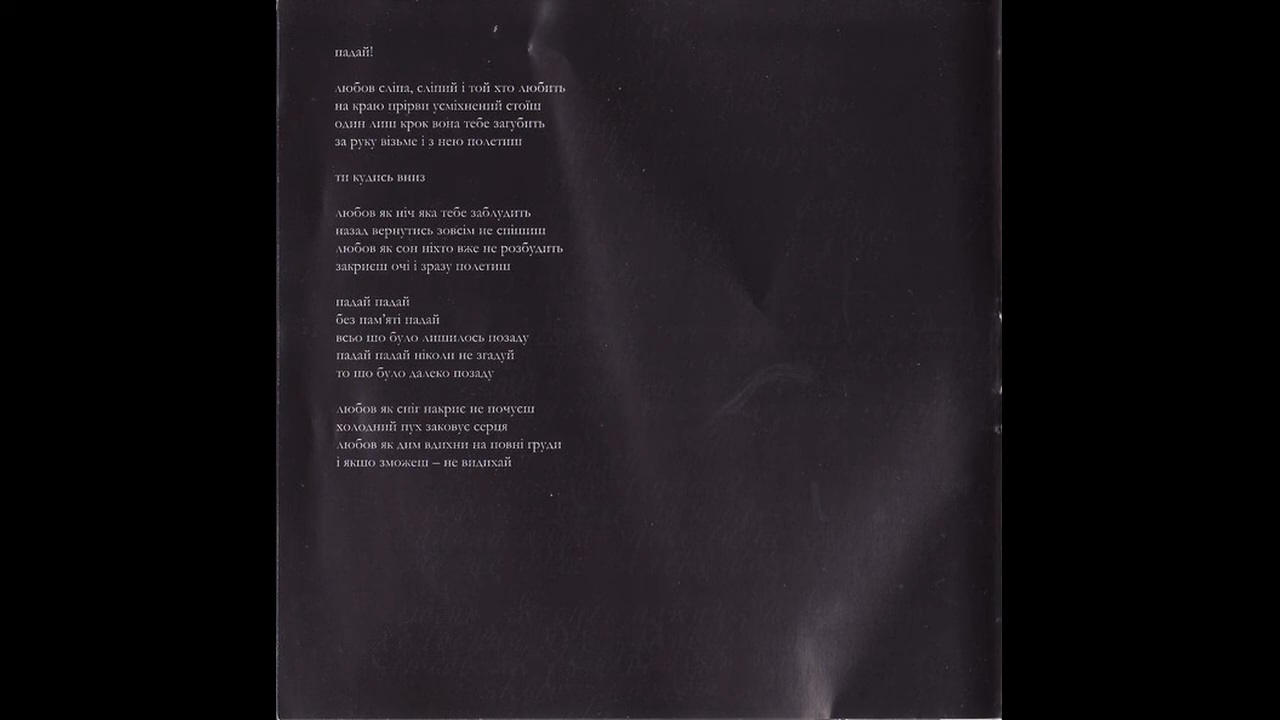 падай!
любов сліпа, сліпий і той хто любить
на краю прірви усміхнений стоїш
один лиш крок вона тебе загубить
за руку візьме і з нею полетиш
ти кудись вниз
любов як ніч яка тебе заблудить
назад вернутись зовсім не спішиш
любов як сон ніхто вже не розбудить
закриєш очі і зразу полетиш
падай падай
без пам'яті падай
всьо шо було лишилось позаду
падай падай ніколи не згадуй
то шо було далеко позаду
любов як сніг накриє не почуєш
холодний пух заковує серця
любов як дим вдихни на повні груди
і якшо зможеш – не видихай